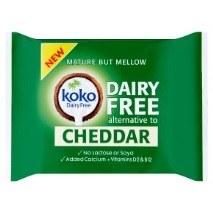 NEW
MATURE BUT MELLOW
koko
Dairy Free
DAIRY
FREE
alternative to
CHEDDAR
✓ No Lactose or Soya
✓ Added Calcium + Vitamins D2 & B12